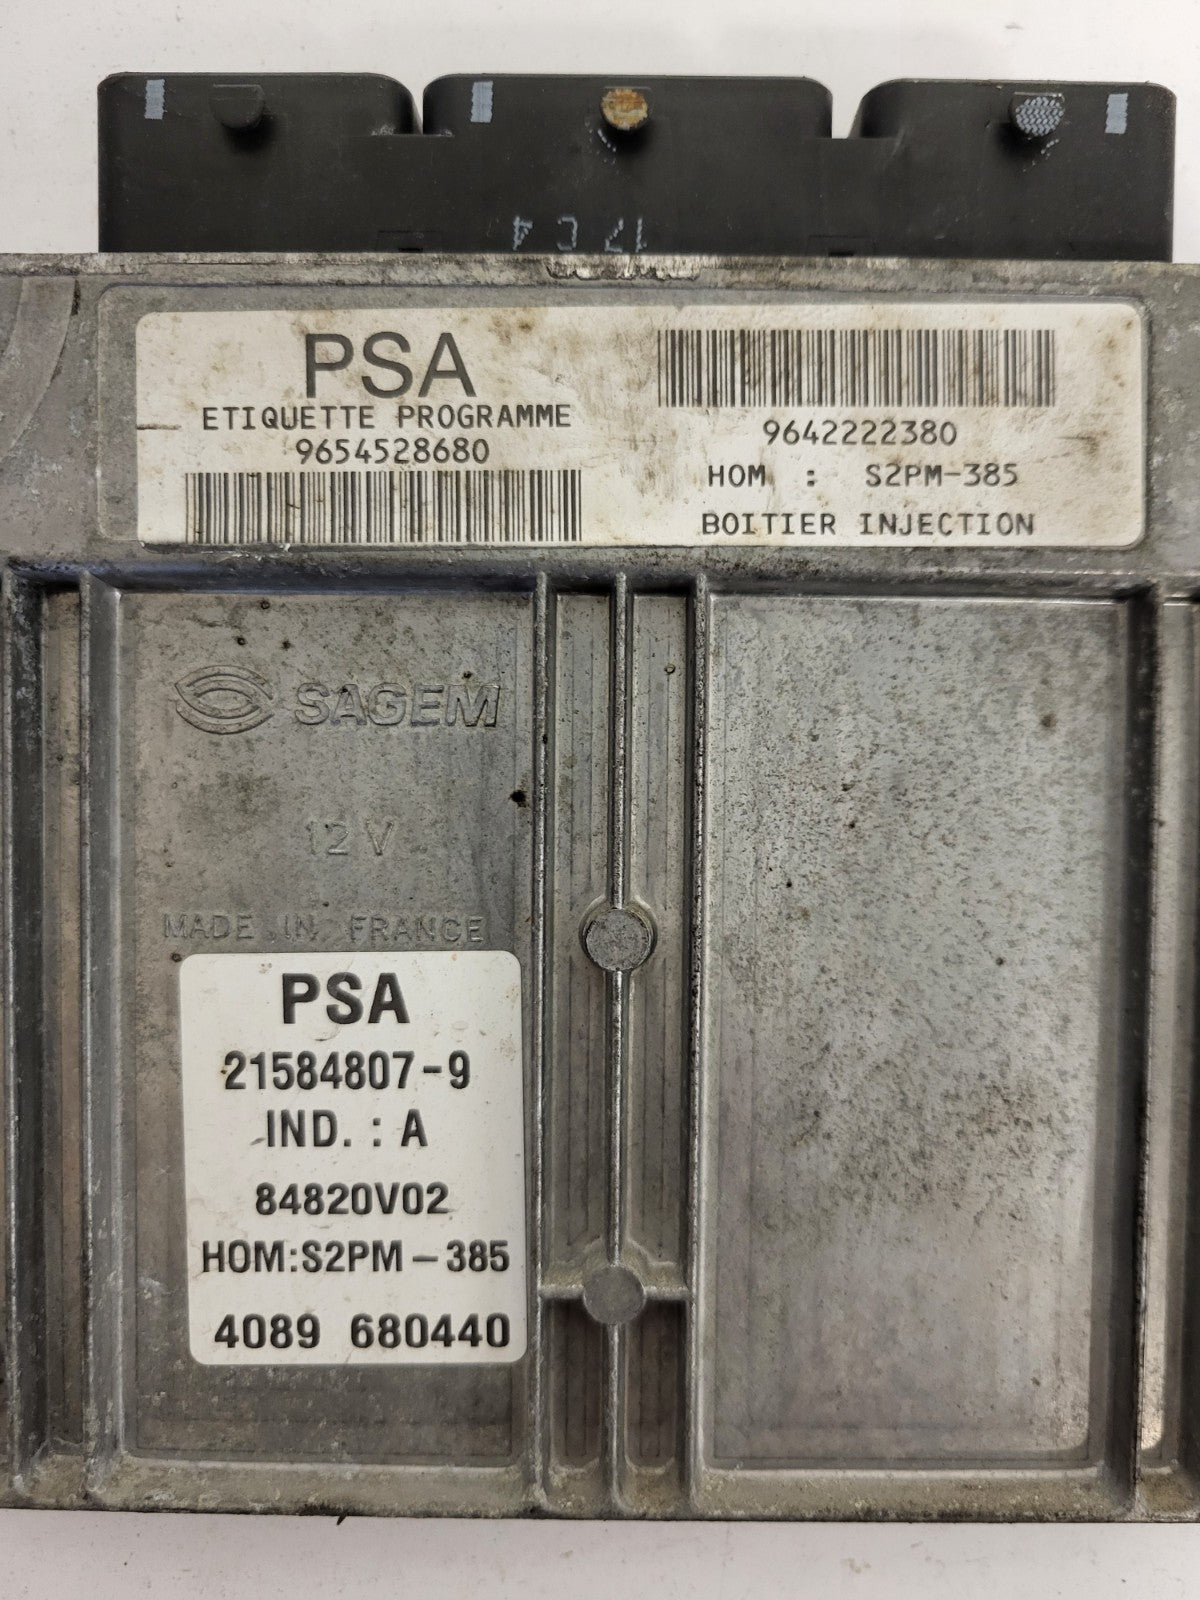 PSA
ETIQUETTE PROGRAMME
9654528680
9642222380
HOM : S2PM-385
BOITIER INJECTION
SAGEM
12 V
MADE IN FRANCE
PSA
21584807-9
IND. : A
84820V02
HOM:S2PM-385
4089 680440